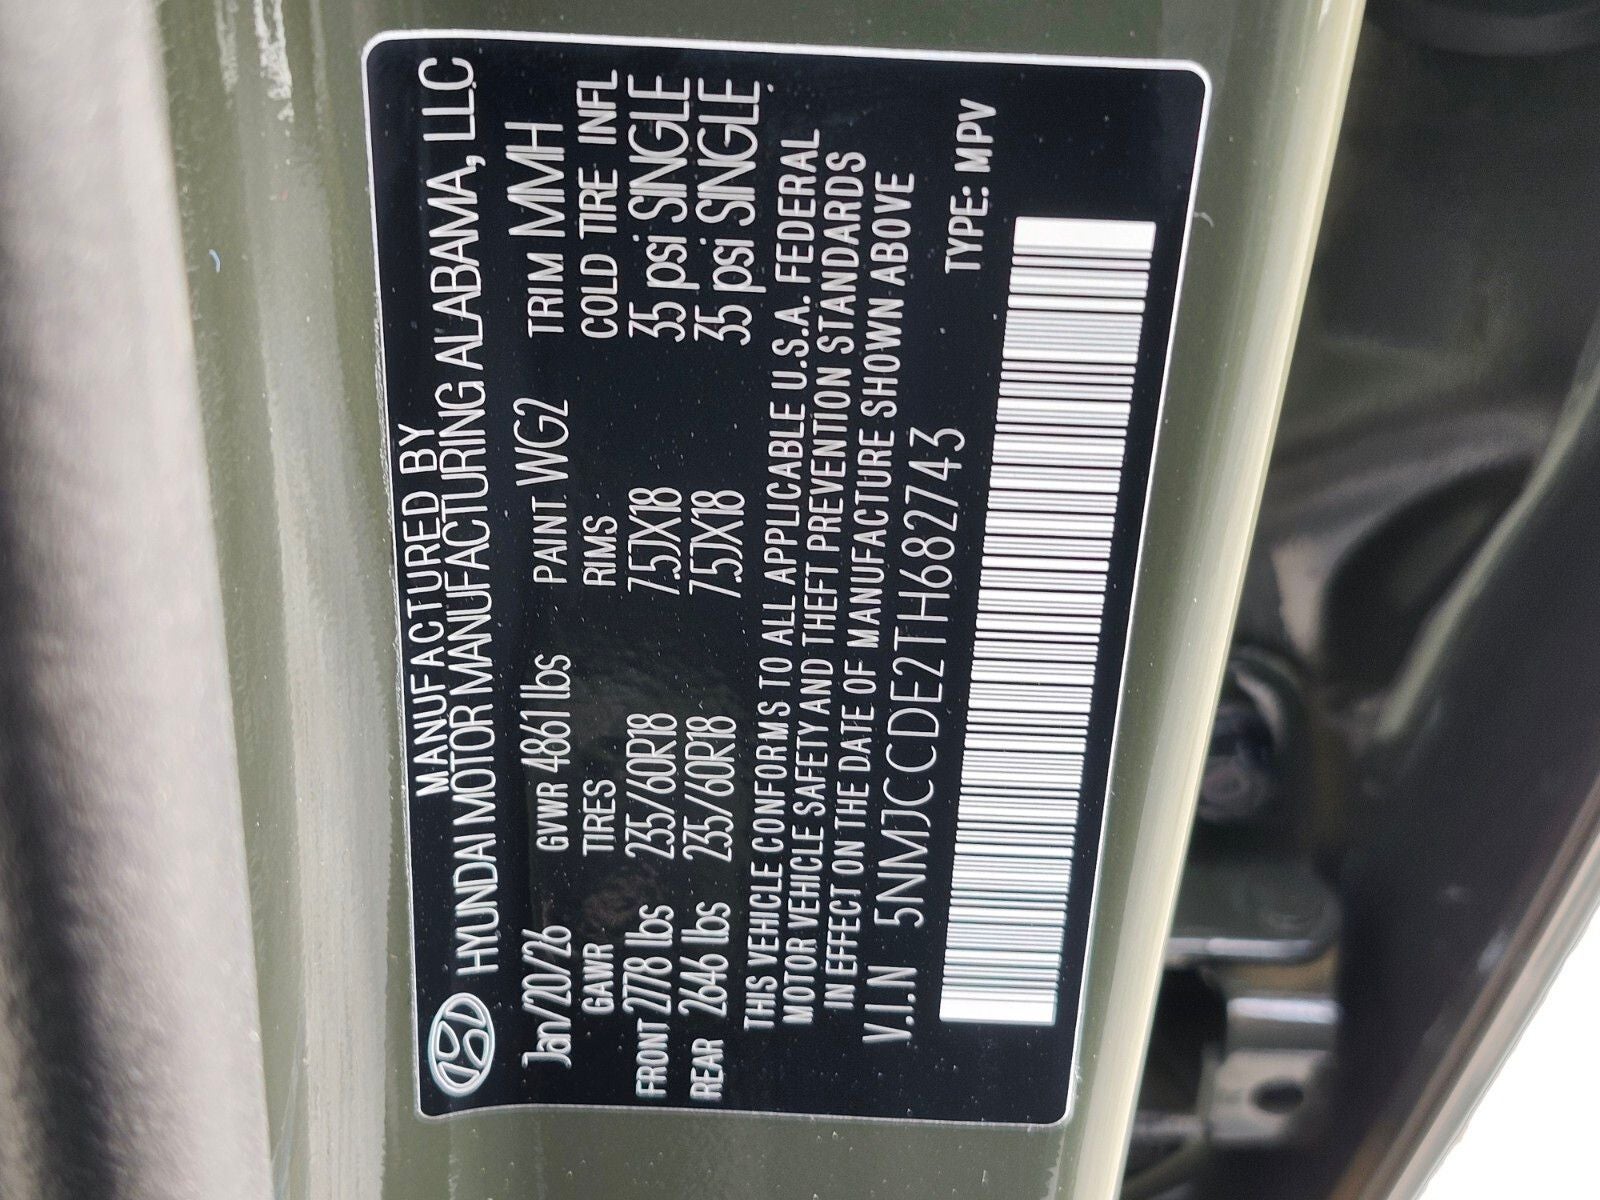 MANUFACTURED BY
HYUNDAI MOTOR MANUFACTURING ALABAMA, LLC
Jan/20/26 GVWR 4861 lbs PAINT WG2 TRIM MMH
GAWR TIRES RIMS COLD TIRE INFL
FRONT 2778 lbs 235/60R18 7.5JX18 35 psi SINGLE
REAR 2646 lbs 235/60R18 7.5JX18 35 psi SINGLE
THIS VEHICLE CONFORMS TO ALL APPLICABLE U.S.A. FEDERAL
MOTOR VEHICLE SAFETY AND THEFT PREVENTION STANDARDS
IN EFFECT ON THE DATE OF MANUFACTURE SHOWN ABOVE
V.I.N 5NMJCCDE2TH682743
TYPE: MPV